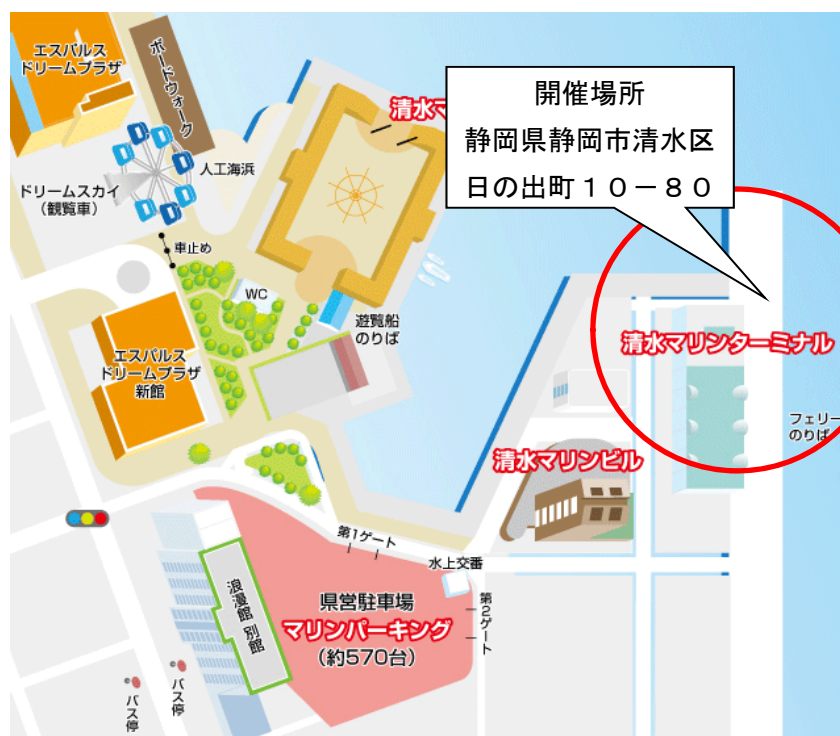 エスパルス
ドリームプラザ
ボードウォーク
清水マ
開催場所
静岡県静岡市清水区
日の出町１０－８０
人工海浜
ドリームスカイ
（観覧車）
車止め
WC
遊覧船
のりば
清水マリンターミナル
エスパルス
ドリームプラザ
新館
フェリー
のりば
清水マリンビル
第1ゲート
水上交番
浪漫館 別館
県営駐車場
マリンパーキング
(約570台)
第2ゲート
バス停
バス停